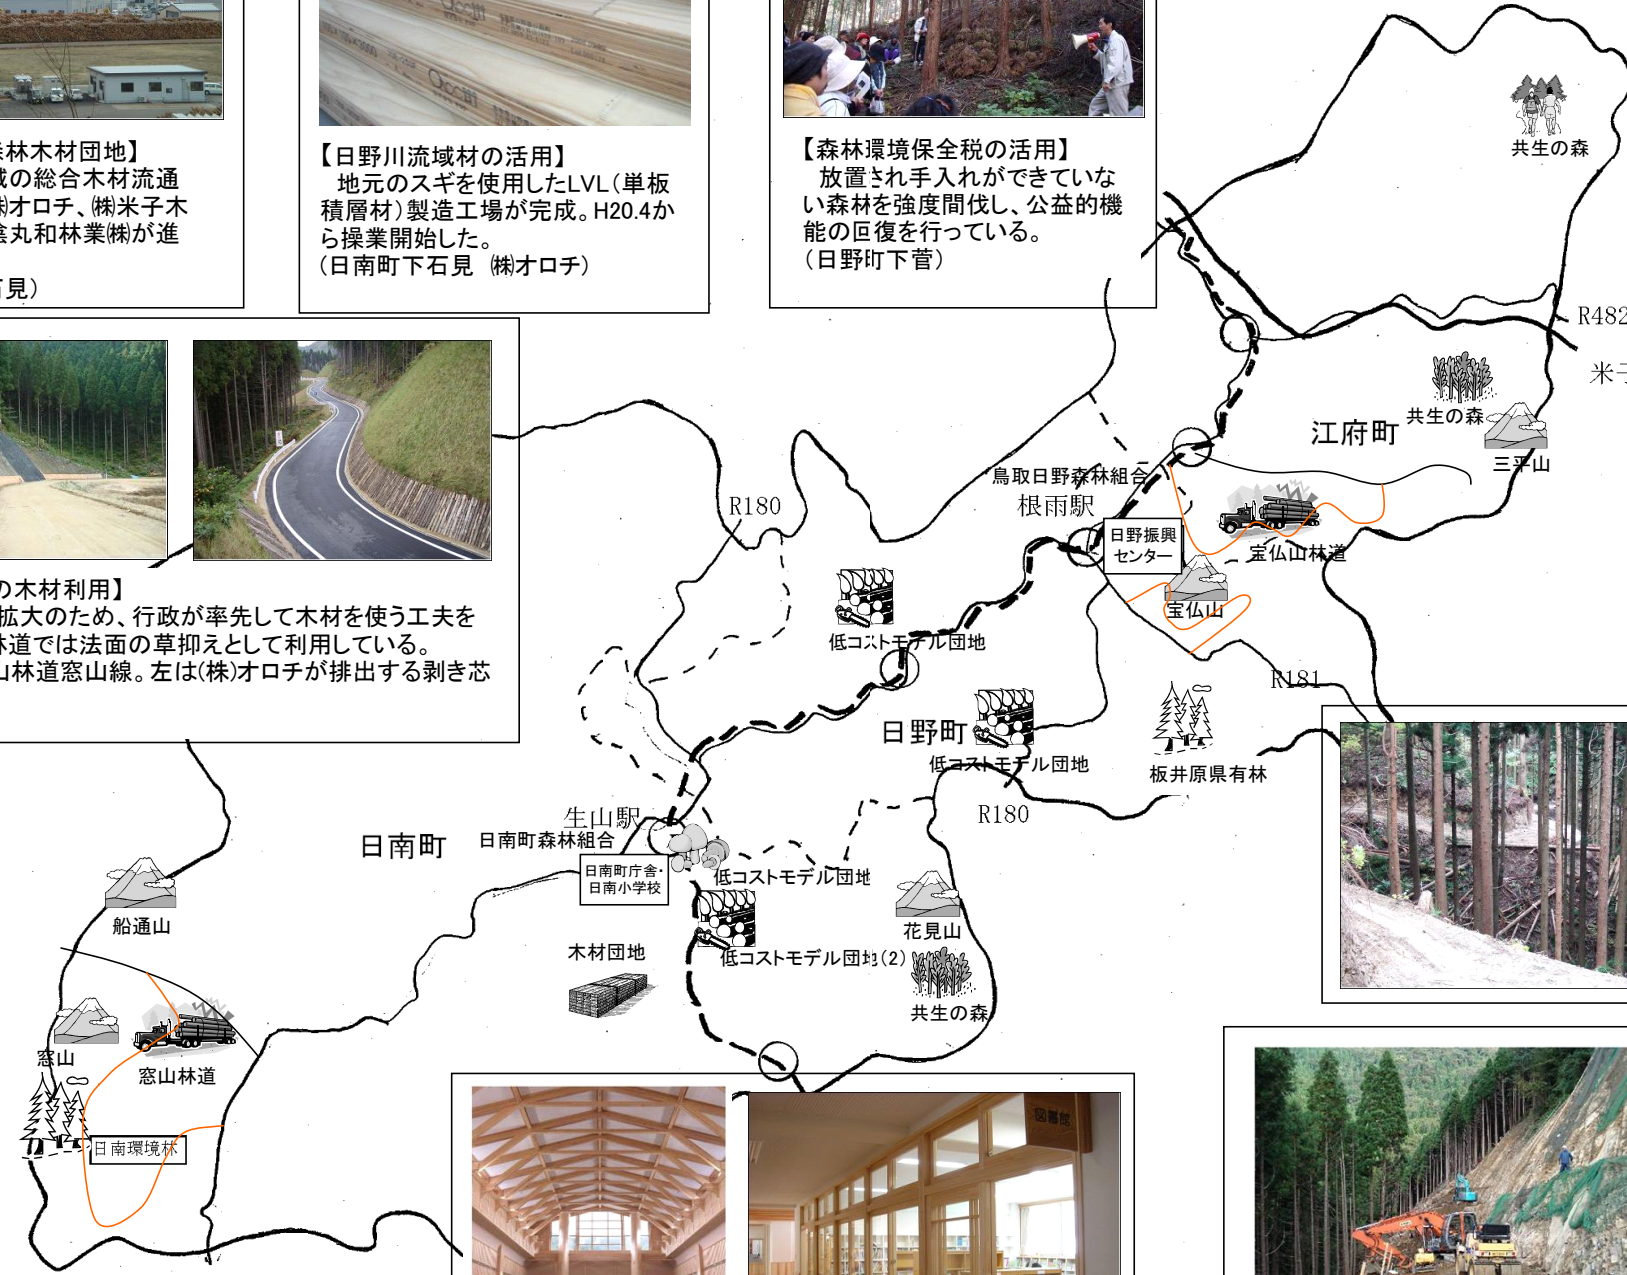 森林木材団地】
域の総合木材流通
㈱オロチ、㈱米子木
陰丸和林業㈱が進
石見）
【日野川流域材の活用】
地元のスギを使用したLVL（単板
積層材）製造工場が完成。H20.4か
ら操業開始した。
（日南町下石見　㈱オロチ）
【森林環境保全税の活用】
放置され手入れができていな
い森林を強度間伐し、公益的機
能の回復を行っている。
（日野町下菅）
共生の森
R482
米子
共生の森
江府町
三平山
鳥取日野森林組合
根雨駅
R180
日野振興
センター
宝仏山林道
宝仏山
の木材利用】
拡大のため、行政が率先して木材を使う工夫を
林道では法面の草抑えとして利用している。
山林道窓山線。左は(株)オロチが排出する剥き芯
低コストモデル団地
R181
日野町
低コストモデル団地
板井原県有林
R180
生山駅
日南町
日南町森林組合
日南町庁舎・
日南小学校
低コストモデル団地
船通山
花見山
木材団地
低コストモデル団地(2)
共生の森
窓山
窓山林道
日南環境林
図書館